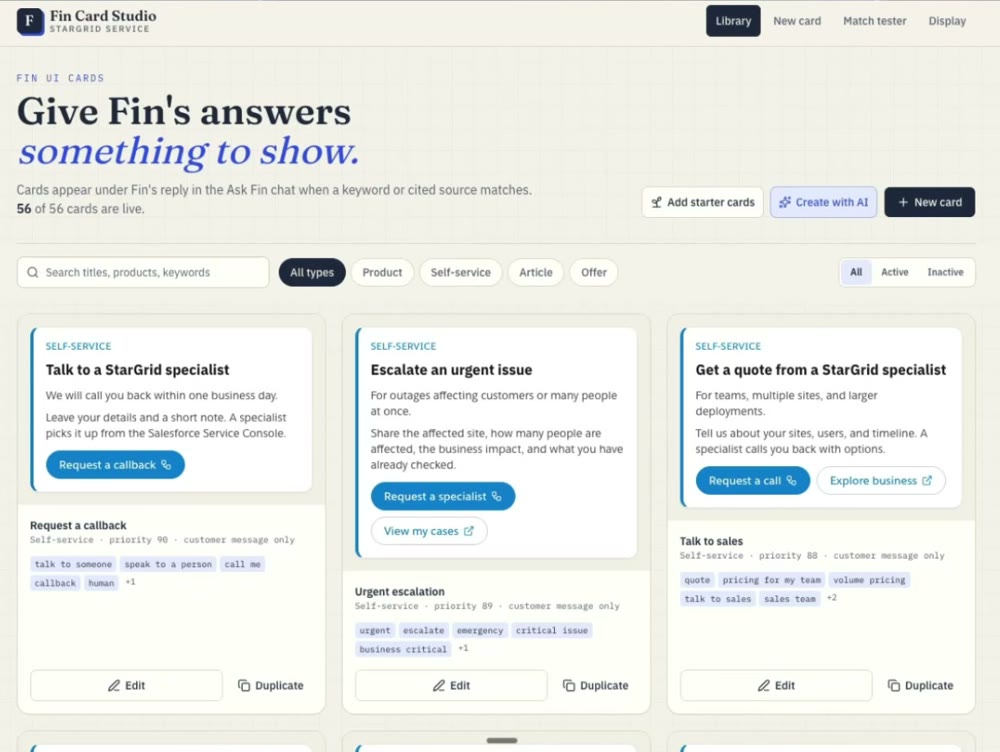 F
Fin Card Studio
STARGRID SERVICE
Library
New card
Match tester
Display
FIN UI CARDS
Give Fin's answers
something to show.
Cards appear under Fin's reply in the Ask Fin chat when a keyword or cited source matches.
56 of 56 cards are live.
Add starter cards
Create with AI
New card
Search titles, products, keywords
All types
Product
Self-service
Article
Offer
All
Active
Inactive
SELF-SERVICE
Talk to a StarGrid specialist
We will call you back within one business day.
Leave your details and a short note. A specialist
picks it up from the Salesforce Service Console.
Request a callback
Request a callback
Self-service · priority 90 · customer message only
talk to someone
speak to a person
call me
callback
human
+1
Edit
Duplicate
SELF-SERVICE
Escalate an urgent issue
For outages affecting customers or many people
at once.
Share the affected site, how many people are
affected, the business impact, and what you have
already checked.
Request a specialist
View my cases
Urgent escalation
Self-service · priority 89 · customer message only
urgent
escalate
emergency
critical issue
business critical
+1
Edit
Duplicate
SELF-SERVICE
Get a quote from a StarGrid specialist
For teams, multiple sites, and larger
deployments.
Tell us about your sites, users, and timeline. A
specialist calls you back with options.
Request a call
Explore business
Talk to sales
Self-service · priority 88 · customer message only
quote
pricing for my team
volume pricing
talk to sales
sales team
+2
Edit
Duplicate